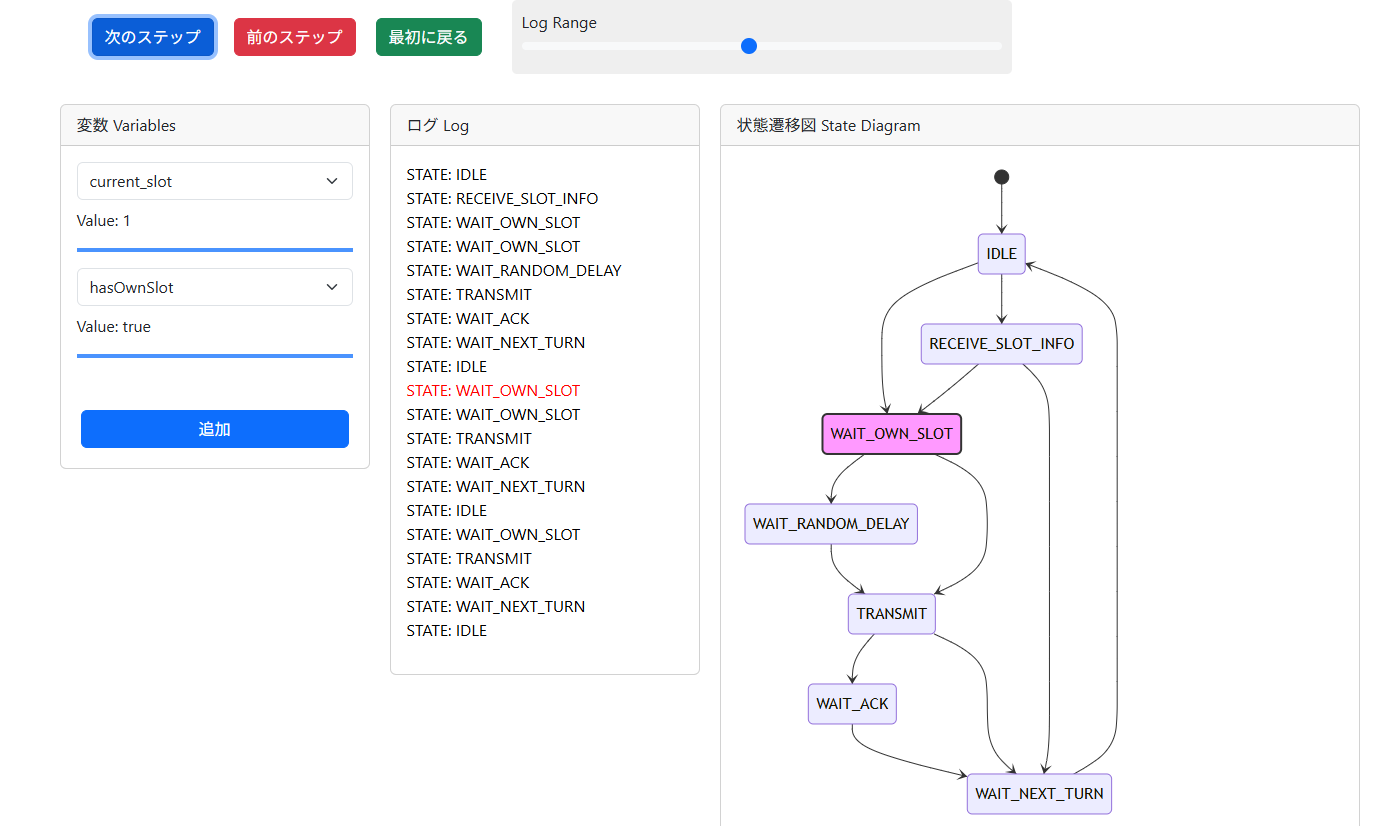 次のステップ
前のステップ
最初に戻る
Log Range
変数 Variables
current_slot
Value: 1
hasOwnSlot
Value: true
追加
ログ Log
STATE: IDLE
STATE: RECEIVE_SLOT_INFO
STATE: WAIT_OWN_SLOT
STATE: WAIT_OWN_SLOT
STATE: WAIT_RANDOM_DELAY
STATE: TRANSMIT
STATE: WAIT_ACK
STATE: WAIT_NEXT_TURN
STATE: IDLE
STATE: WAIT_OWN_SLOT
STATE: WAIT_OWN_SLOT
STATE: TRANSMIT
STATE: WAIT_ACK
STATE: WAIT_NEXT_TURN
STATE: IDLE
STATE: WAIT_OWN_SLOT
STATE: TRANSMIT
STATE: WAIT_ACK
STATE: WAIT_NEXT_TURN
STATE: IDLE
状態遷移図 State Diagram
IDLE
RECEIVE_SLOT_INFO
WAIT_OWN_SLOT
WAIT_RANDOM_DELAY
TRANSMIT
WAIT_ACK
WAIT_NEXT_TURN